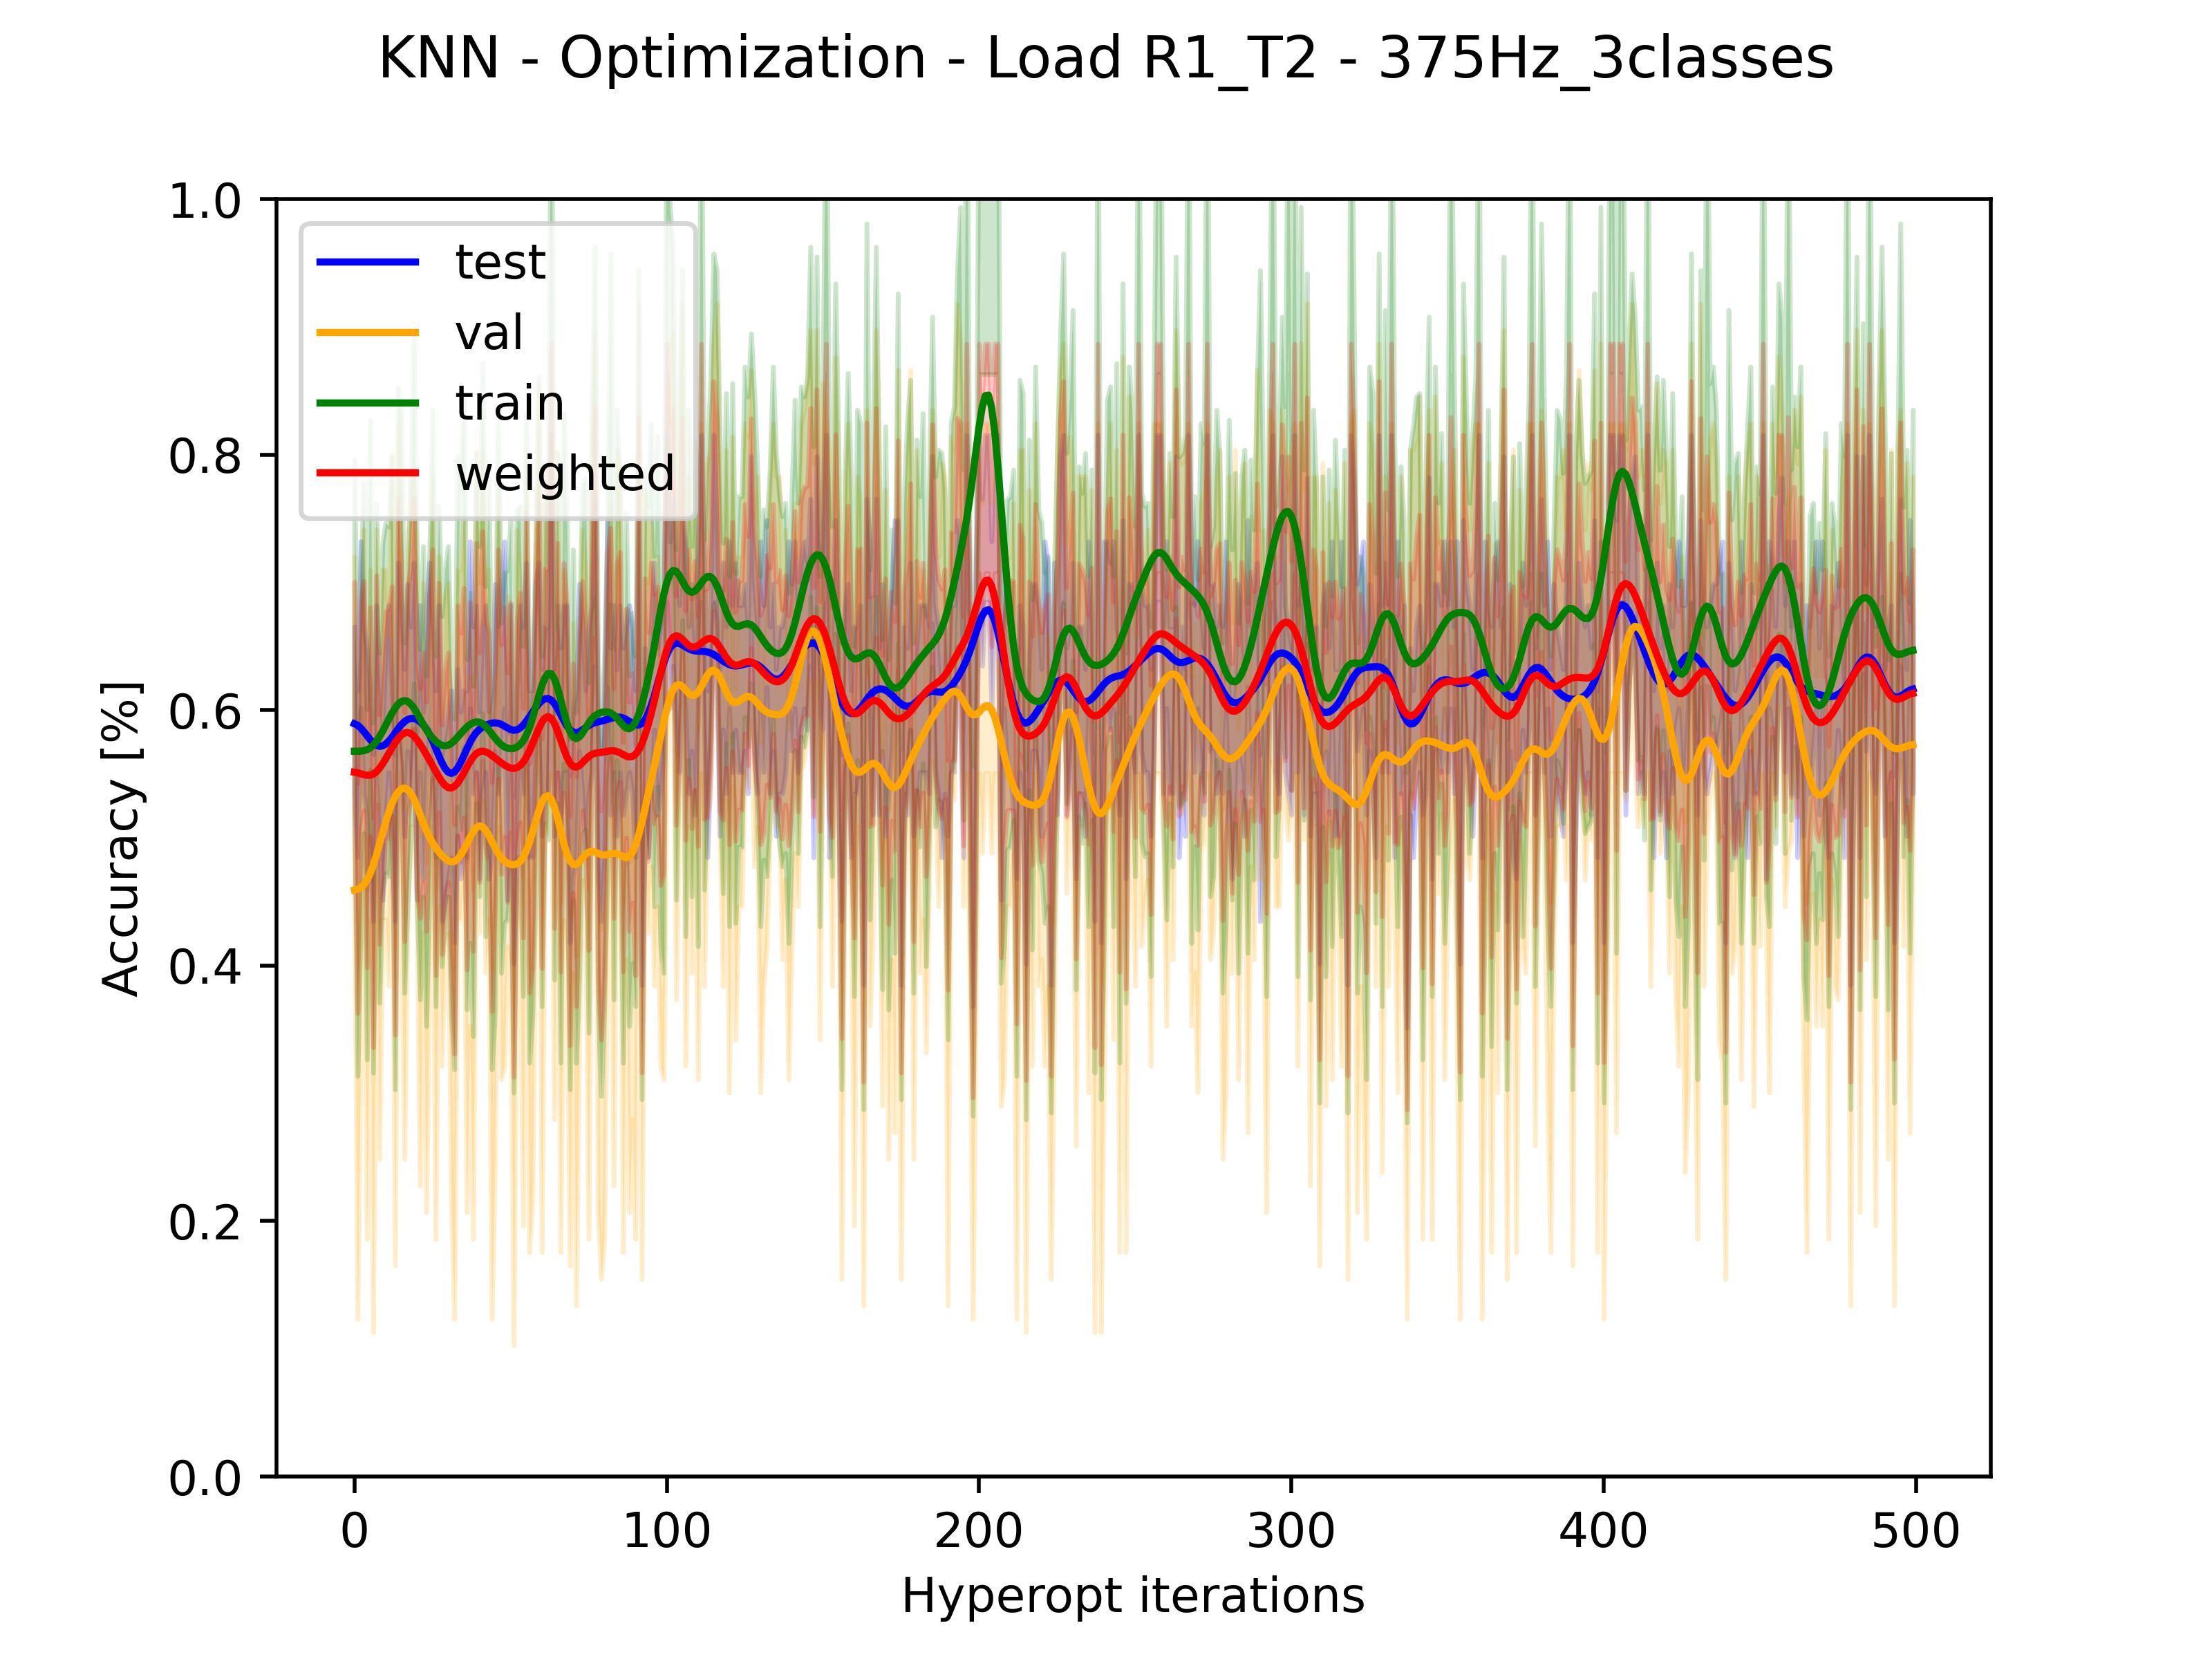 KNN - Optimization - Load R1_T2 - 375Hz_3classes
1.0
0.8
0.6
0.4
0.2
0.0
Accuracy [%]
test
val
train
weighted
0 100 200 300 400 500
Hyperopt iterations